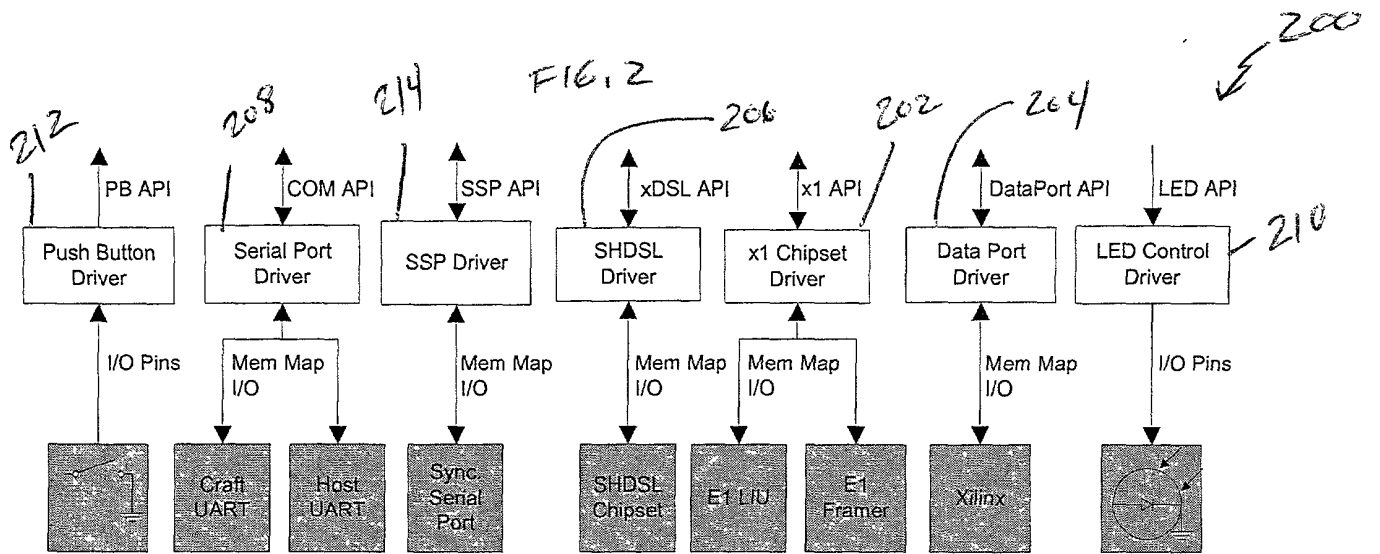 200
FIG. 2
212
208
214
206
202
204
PB API
COM API
SSP API
xDSL API
x1 API
DataPort API
LED API
210
Push Button
Driver
Serial Port
Driver
SSP Driver
SHDSL
Driver
x1 Chipset
Driver
Data Port
Driver
LED Control
Driver
I/O Pins
Mem Map
I/O
Mem Map
I/O
Mem Map
I/O
Mem Map
I/O
Mem Map
I/O
I/O Pins
Craft
UART
Host
UART
Sync.
Serial
Port
SHDSL
Chipset
E1 LIU
E1
Framer
Xilinx